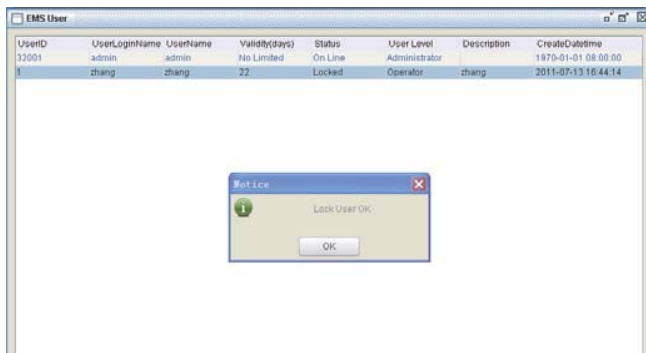 EMS User
UserID UserLoginName UserName Validity(days) Status User Level Description CreateDatetime
33001 admin admin No Limited On Line Administrator 1970-01-01 08:00:00
1 zhang zhang 22 Locked Operator zhang 2011-07-13 16:44:14
Notice
Lock User OK
OK